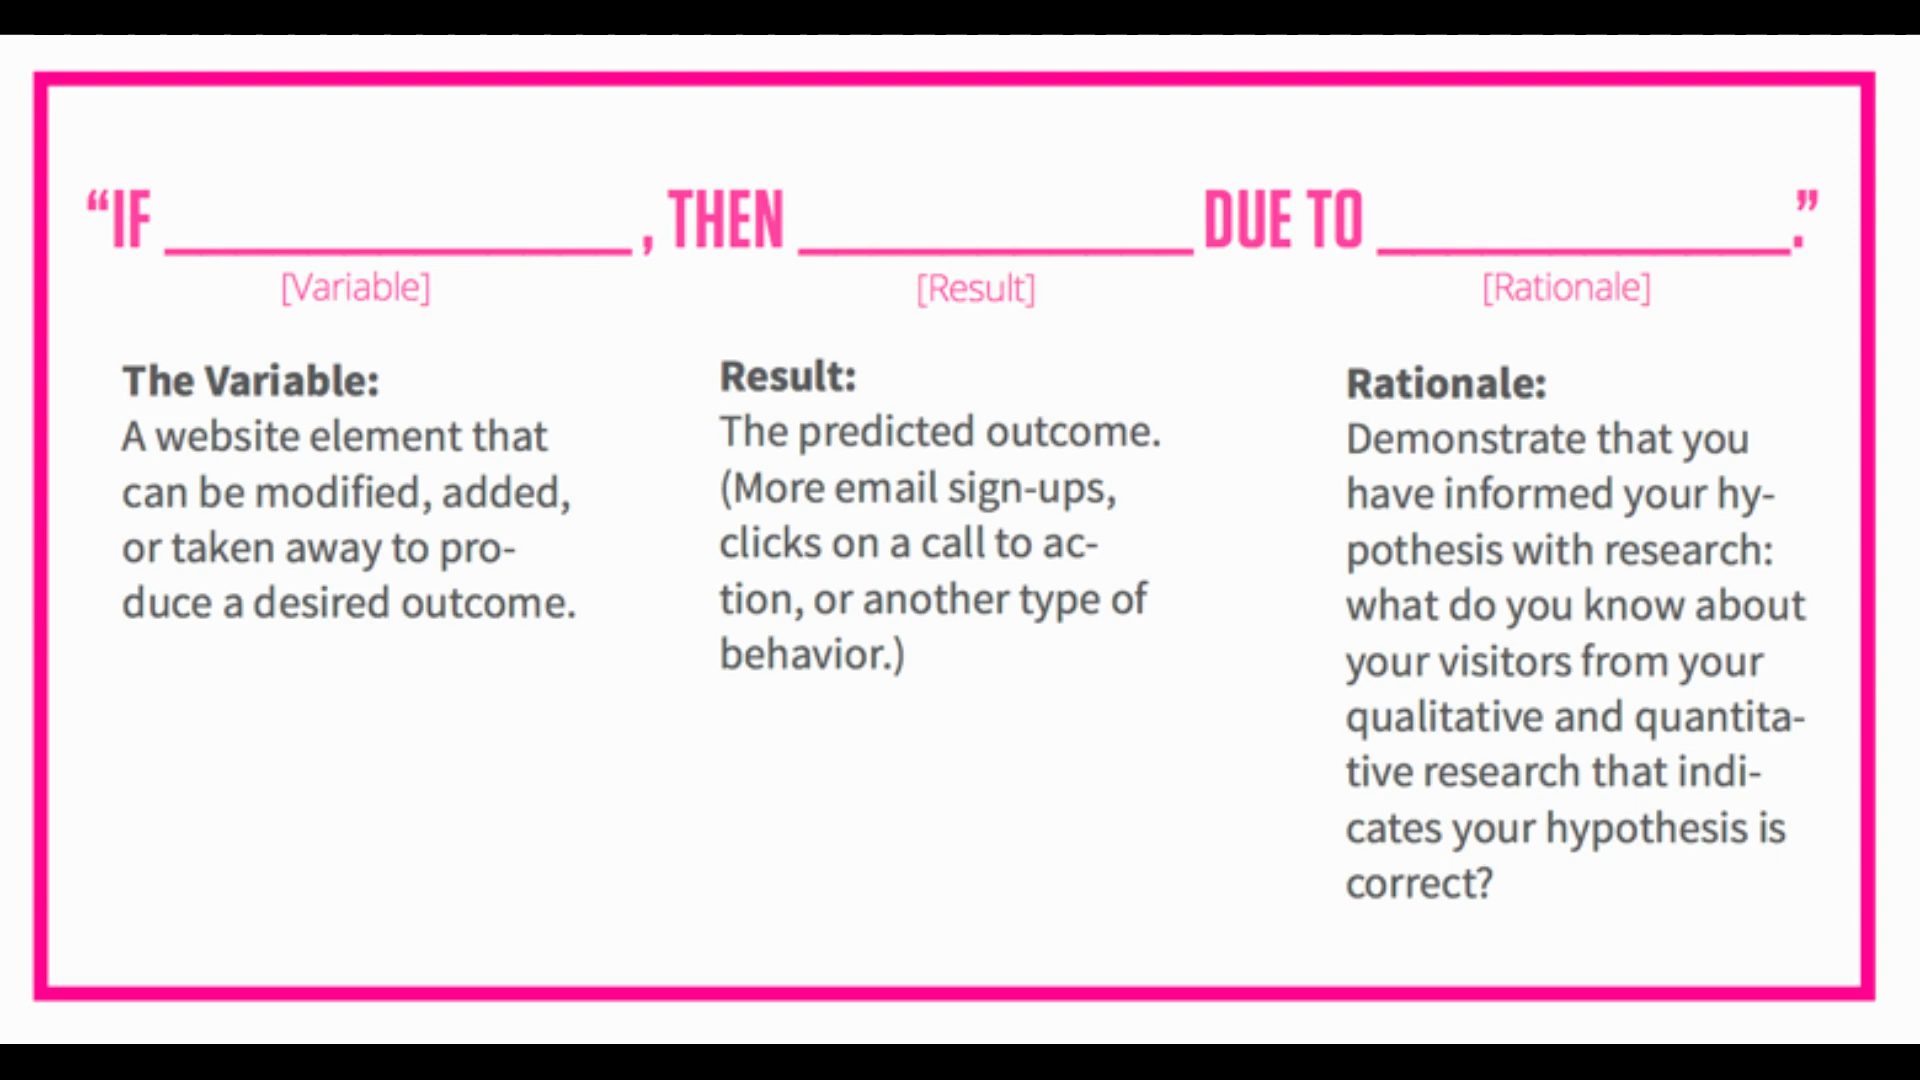 “IF ____________, THEN ____________ DUE TO ____________.”
[Variable] [Result] [Rationale]
The Variable:
A website element that
can be modified, added,
or taken away to pro-
duce a desired outcome.
Result:
The predicted outcome.
(More email sign-ups,
clicks on a call to ac-
tion, or another type of
behavior.)
Rationale:
Demonstrate that you
have informed your hy-
pothesis with research:
what do you know about
your visitors from your
qualitative and quantita-
tive research that indi-
cates your hypothesis is
correct?